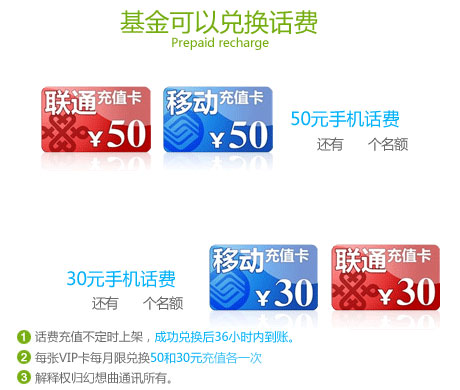 基金可以兑换话费
Prepaid recharge
联通充值卡
¥50
移动充值卡
¥50
50元手机话费
还有 个名额
30元手机话费
还有 个名额
移动充值卡
¥30
联通充值卡
¥30
1 话费充值不定时上架，成功兑换后36小时内到账。
2 每张VIP卡每月限兑换50和30元充值各一次
3 解释权归幻想曲通讯所有。